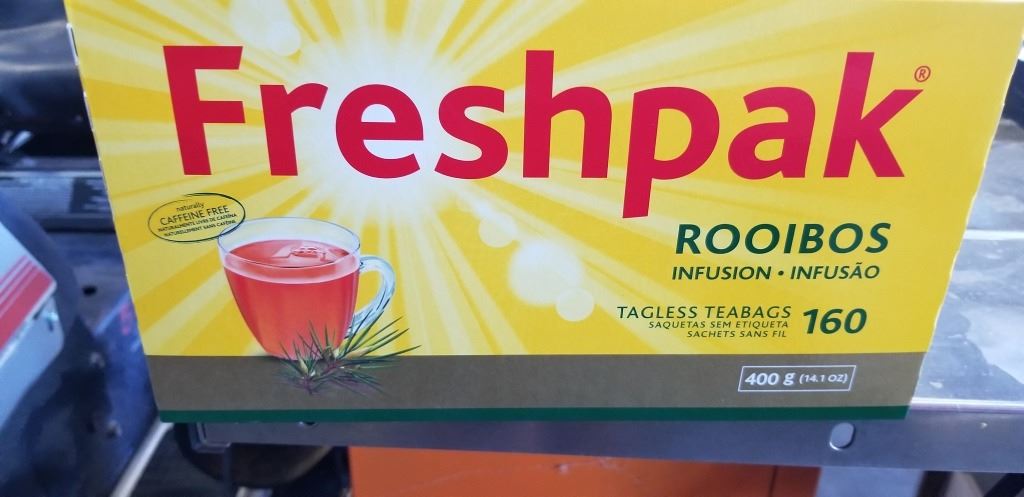 Freshpak®
naturally
CAFFEINE FREE
NATURALMENTE LIVRE DE CAFEÍNA
NATURELLEMENT SANS CAFÉINE
ROOIBOS
INFUSION • INFUSÃO
TAGLESS TEABAGS 160
SAQUETAS SEM ETIQUETA
SACHETS SANS FIL
400 g (14.1 OZ)